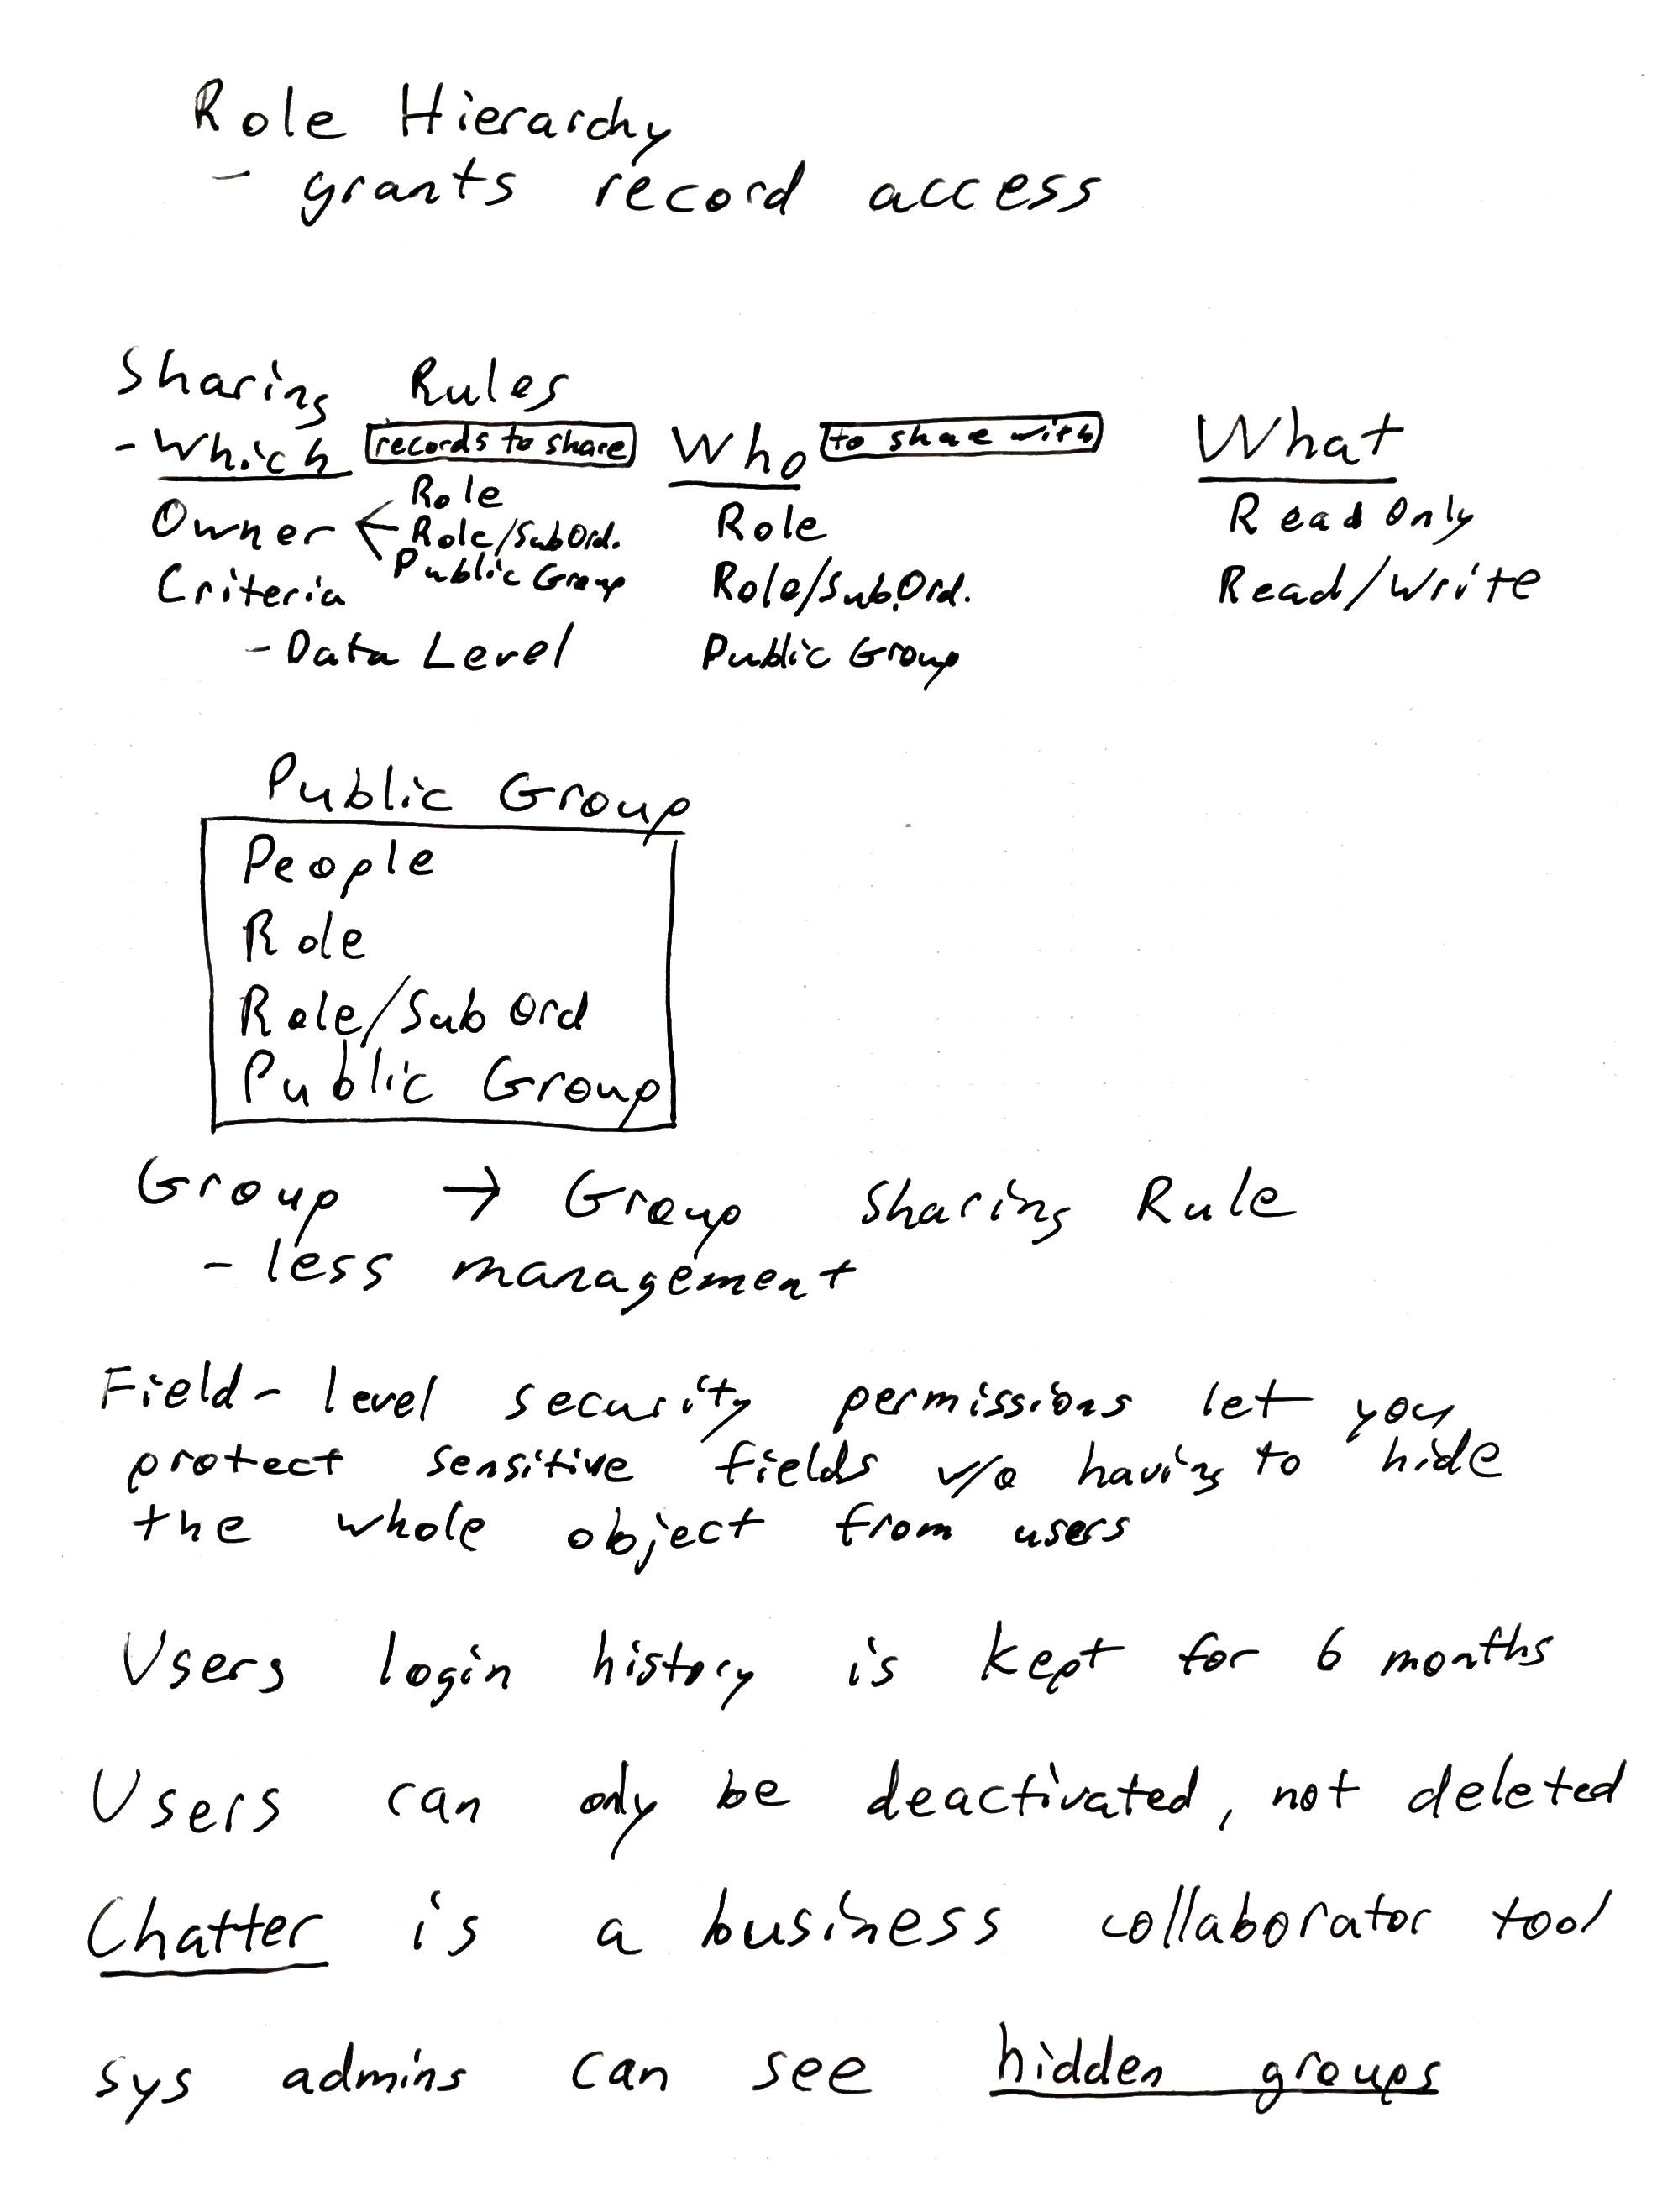 Role Hierarchy
- grants record access
Sharing Rules
- Which records to share Who to share with What
Role
Owner < Role/SubOrd. Role Read Only
Public Group
Criteria Role/Sub.Ord. Read/Write
- Data Level Public Group
Public Group
People
Role
Role/Sub Ord
Public Group
Group → Group Sharing Rule
- less management
Field-level security permissions let you
protect sensitive fields w/o having to hide
the whole object from users
Users login history is kept for 6 months
Users can only be deactivated, not deleted
Chatter is a business collaborator tool
sys admins can see hidden groups